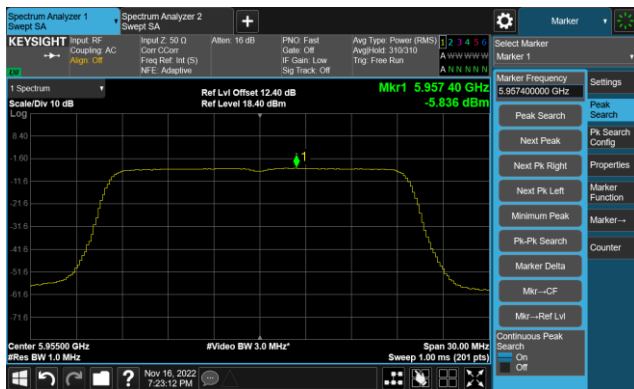 Spectrum Analyzer 1
Swept SA
Spectrum Analyzer 2
Swept SA
Marker
KEYSIGHT
Input: RF
Coupling: AC
Align: Off
Input Z: 50 Ω
Corr CCorr
Freq Ref: Int (S)
NFE: Adaptive
Atten: 16 dB
PNO: Fast
Gate: Off
IF Gain: Low
Sig Track: Off
Avg Type: Power (RMS)
Avg|Hold: 310/310
Trig: Free Run
1 2 3 4 5 6
A W W W W W
A N N N N N
Select Marker
Marker 1
1 Spectrum
Scale/Div 10 dB
Log
Ref Lvl Offset 12.40 dB
Ref Level 18.40 dBm
Mkr1 5.957 40 GHz
-5.836 dBm
8.40
-1.60
-11.6
-21.6
-31.6
-41.6
-51.6
-61.6
-71.6
1
Center 5.95500 GHz
#Res BW 1.0 MHz
#Video BW 3.0 MHz*
Span 30.00 MHz
Sweep 1.00 ms (201 pts)
Marker Frequency
5.957400000 GHz
Peak Search
Next Peak
Next Pk Right
Next Pk Left
Minimum Peak
Pk-Pk Search
Marker Delta
Mkr→CF
Mkr→Ref Lvl
Continuous Peak
Search
On
Off
Settings
Peak
Search
Pk Search
Config
Properties
Marker
Function
Marker→
Counter
Nov 16, 2022
7:23:12 PM